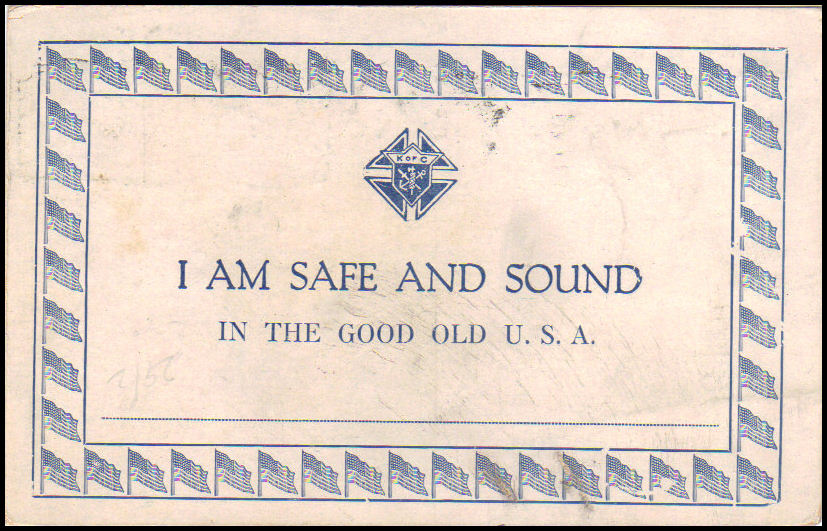 K OF C
I AM SAFE AND SOUND
IN THE GOOD OLD U. S. A.